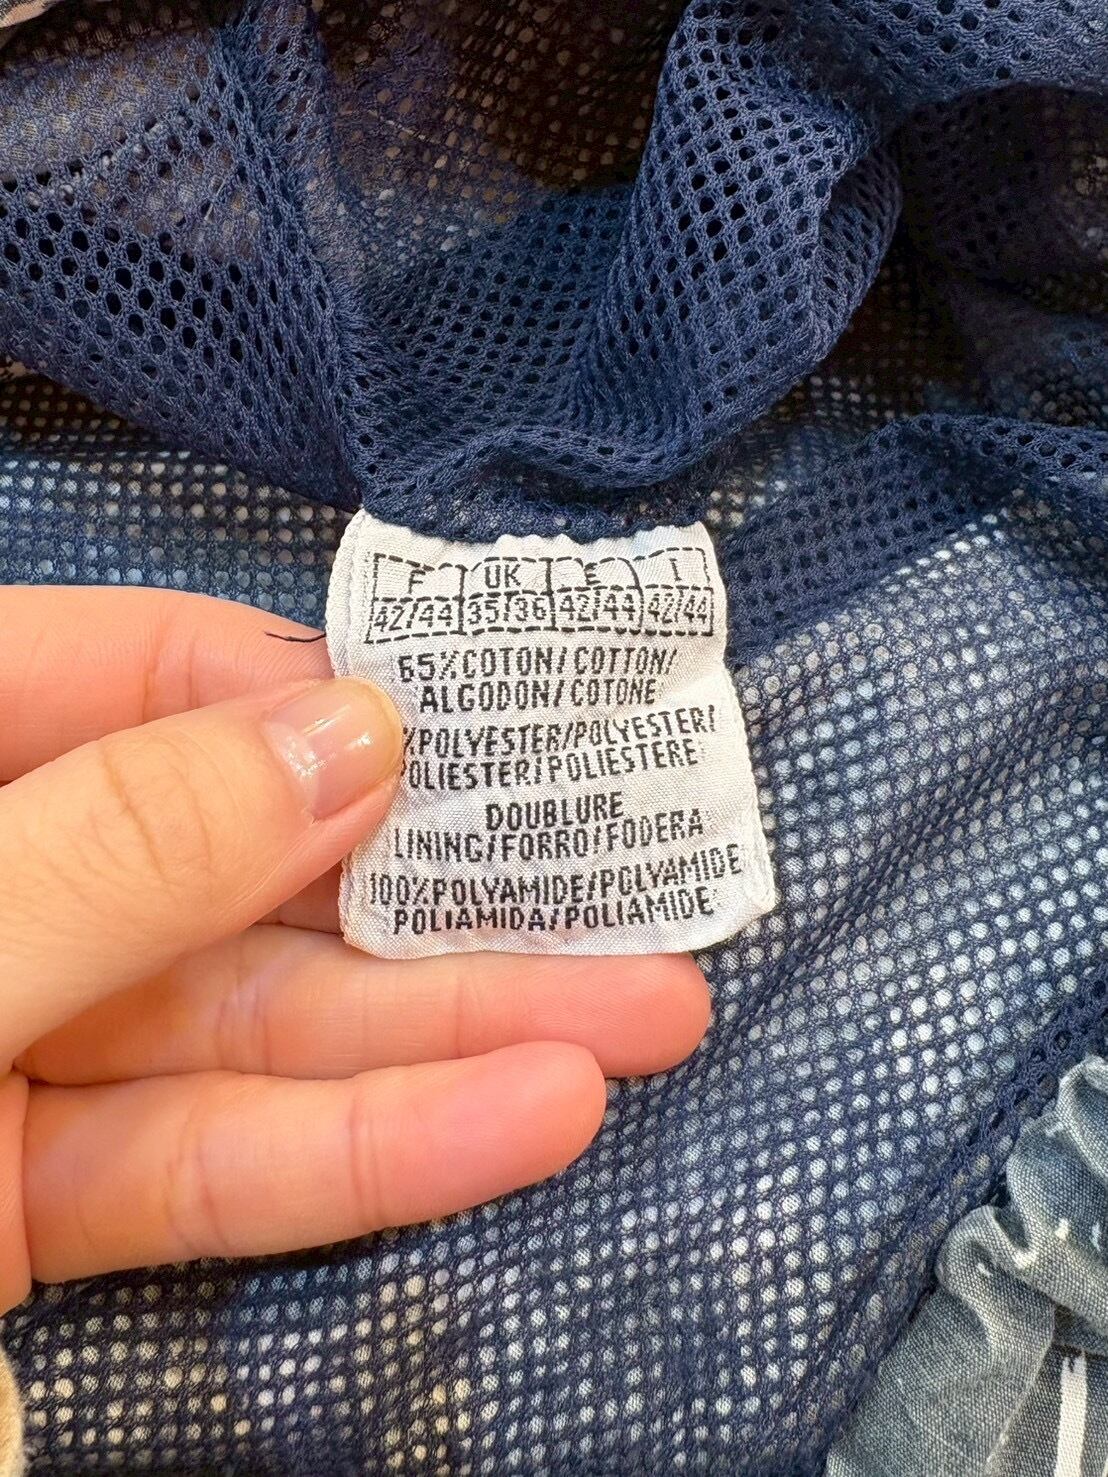 F UK E I
42/44 35/36 42/44 42/44
65%COTON/COTTON/
ALGODON/COTONE
%POLYESTER/POLYESTER/
OLIESTER/POLIESTERE
DOUBLURE
LINING/FORRO/FODERA
100%POLYAMIDE/POLYAMIDE
POLIAMIDA/POLIAMIDE